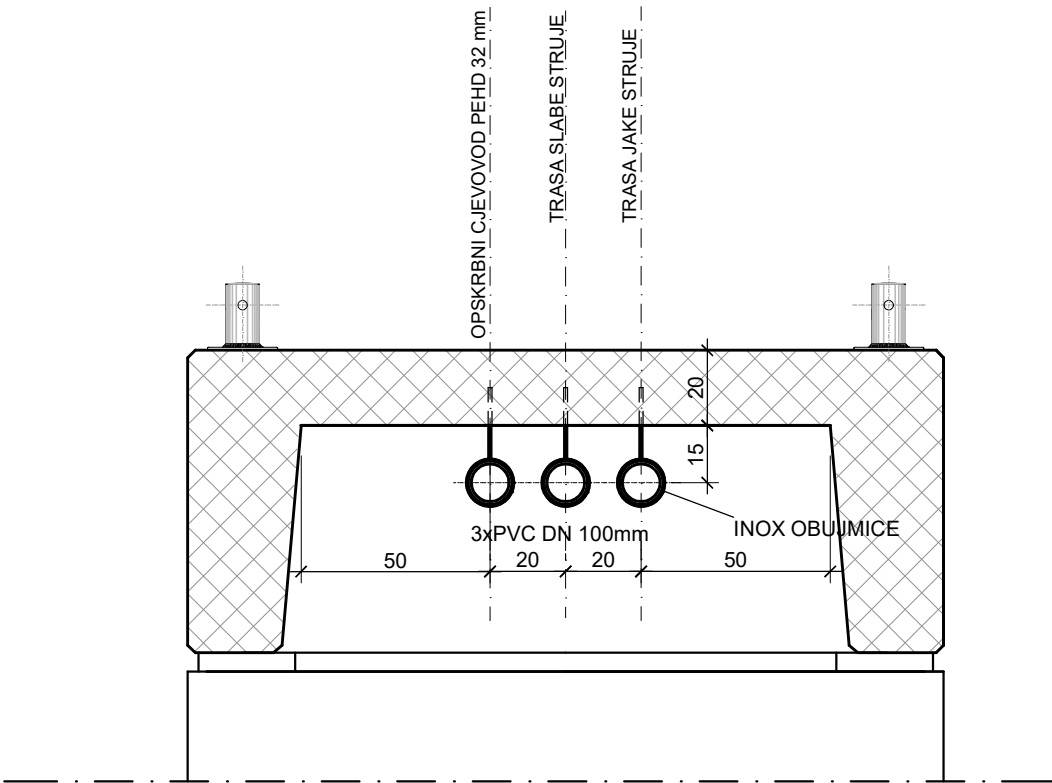 OPSKRBNI CJEVOVOD PEHD 32 mm
TRASA SLABE STRUJE
TRASA JAKE STRUJE
20
15
INOX OBUJMICE
3xPVC DN 100mm
50
20
20
50